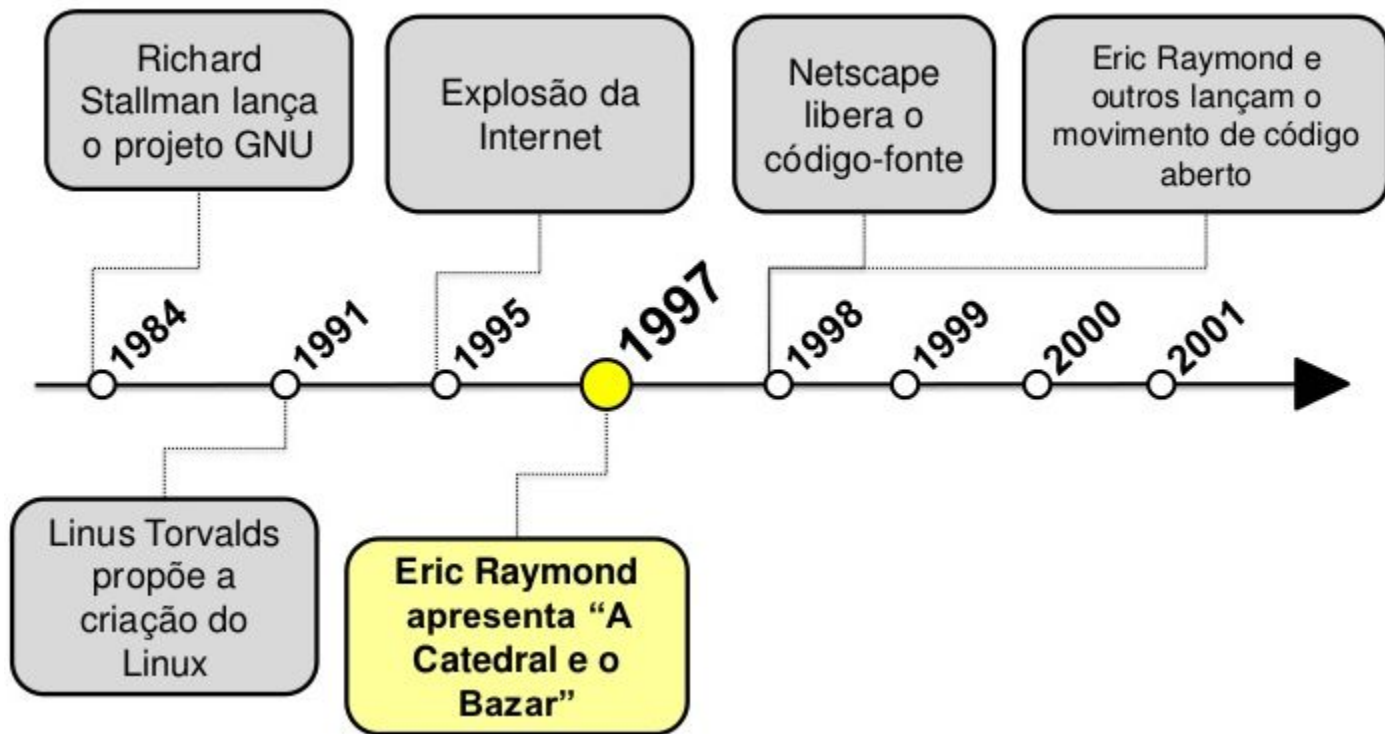 Richard
Stallman lança
o projeto GNU
Explosão da
Internet
Netscape
libera o
código-fonte
Eric Raymond e
outros lançam o
movimento de código
aberto
1984
1991
1995
1997
1998
1999
2000
2001
Linus Torvalds
propõe a
criação do
Linux
Eric Raymond
apresenta “A
Catedral e o
Bazar”